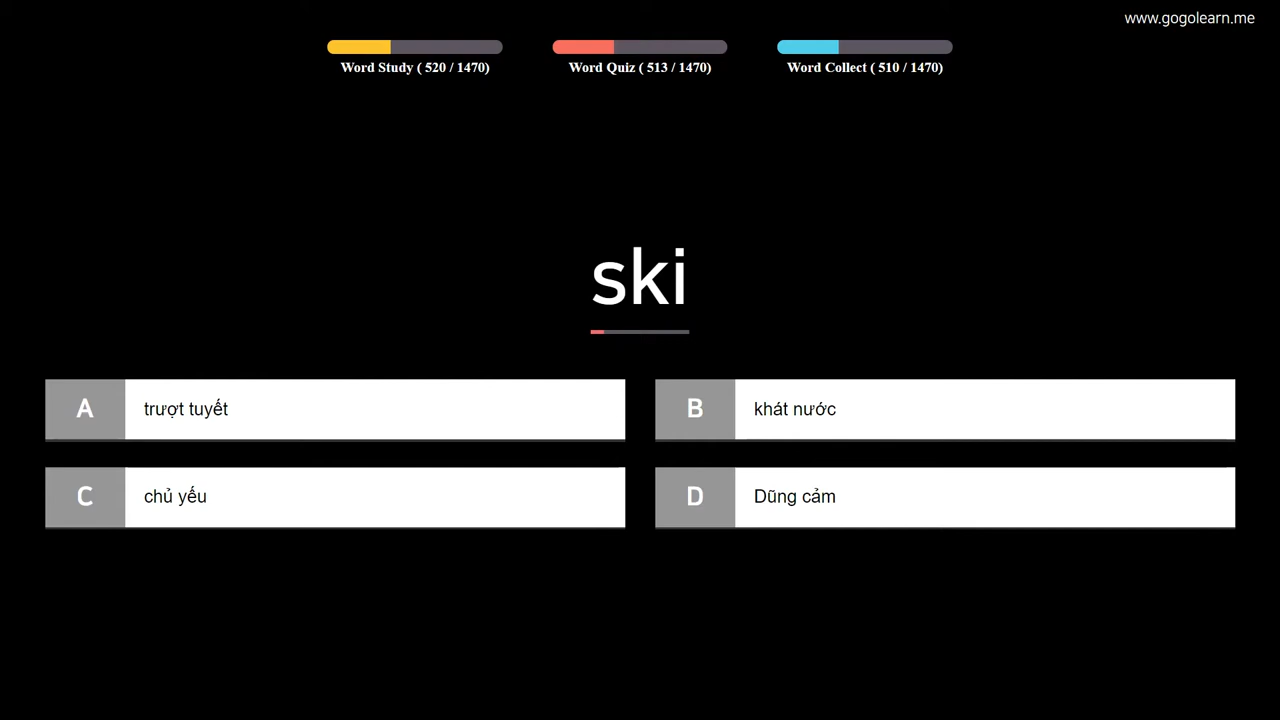 www.gogolearn.me
Word Study ( 520 / 1470)
Word Quiz ( 513 / 1470)
Word Collect ( 510 / 1470)
ski
A trượt tuyết
B khát nước
C chủ yếu
D Dũng cảm